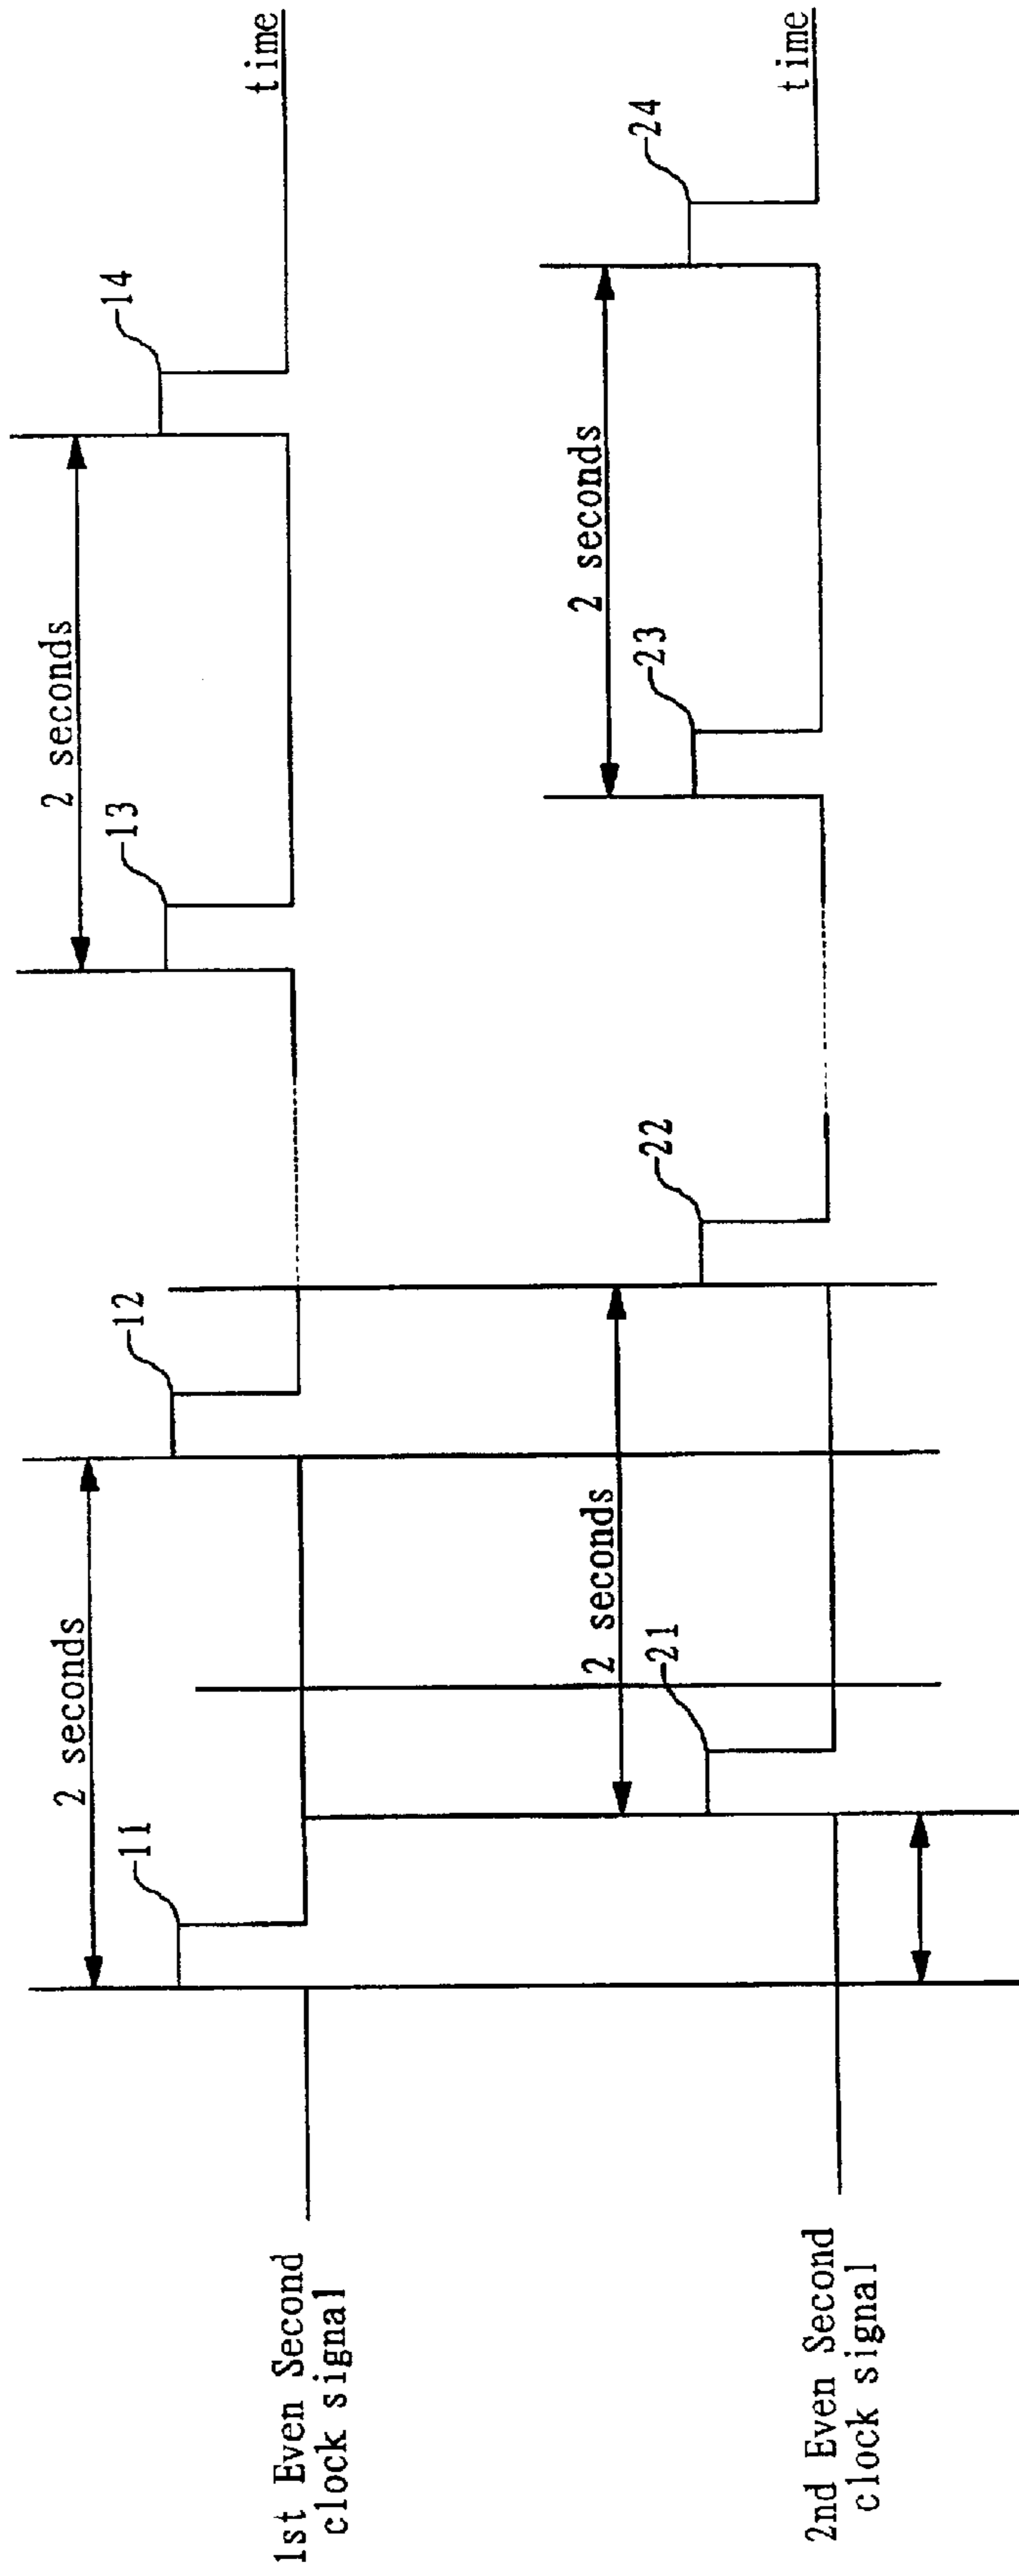 1st Even Second
clock signal
11
2 seconds
12
13
2 seconds
14
time
2nd Even Second
clock signal
21
2 seconds
22
23
2 seconds
24
time